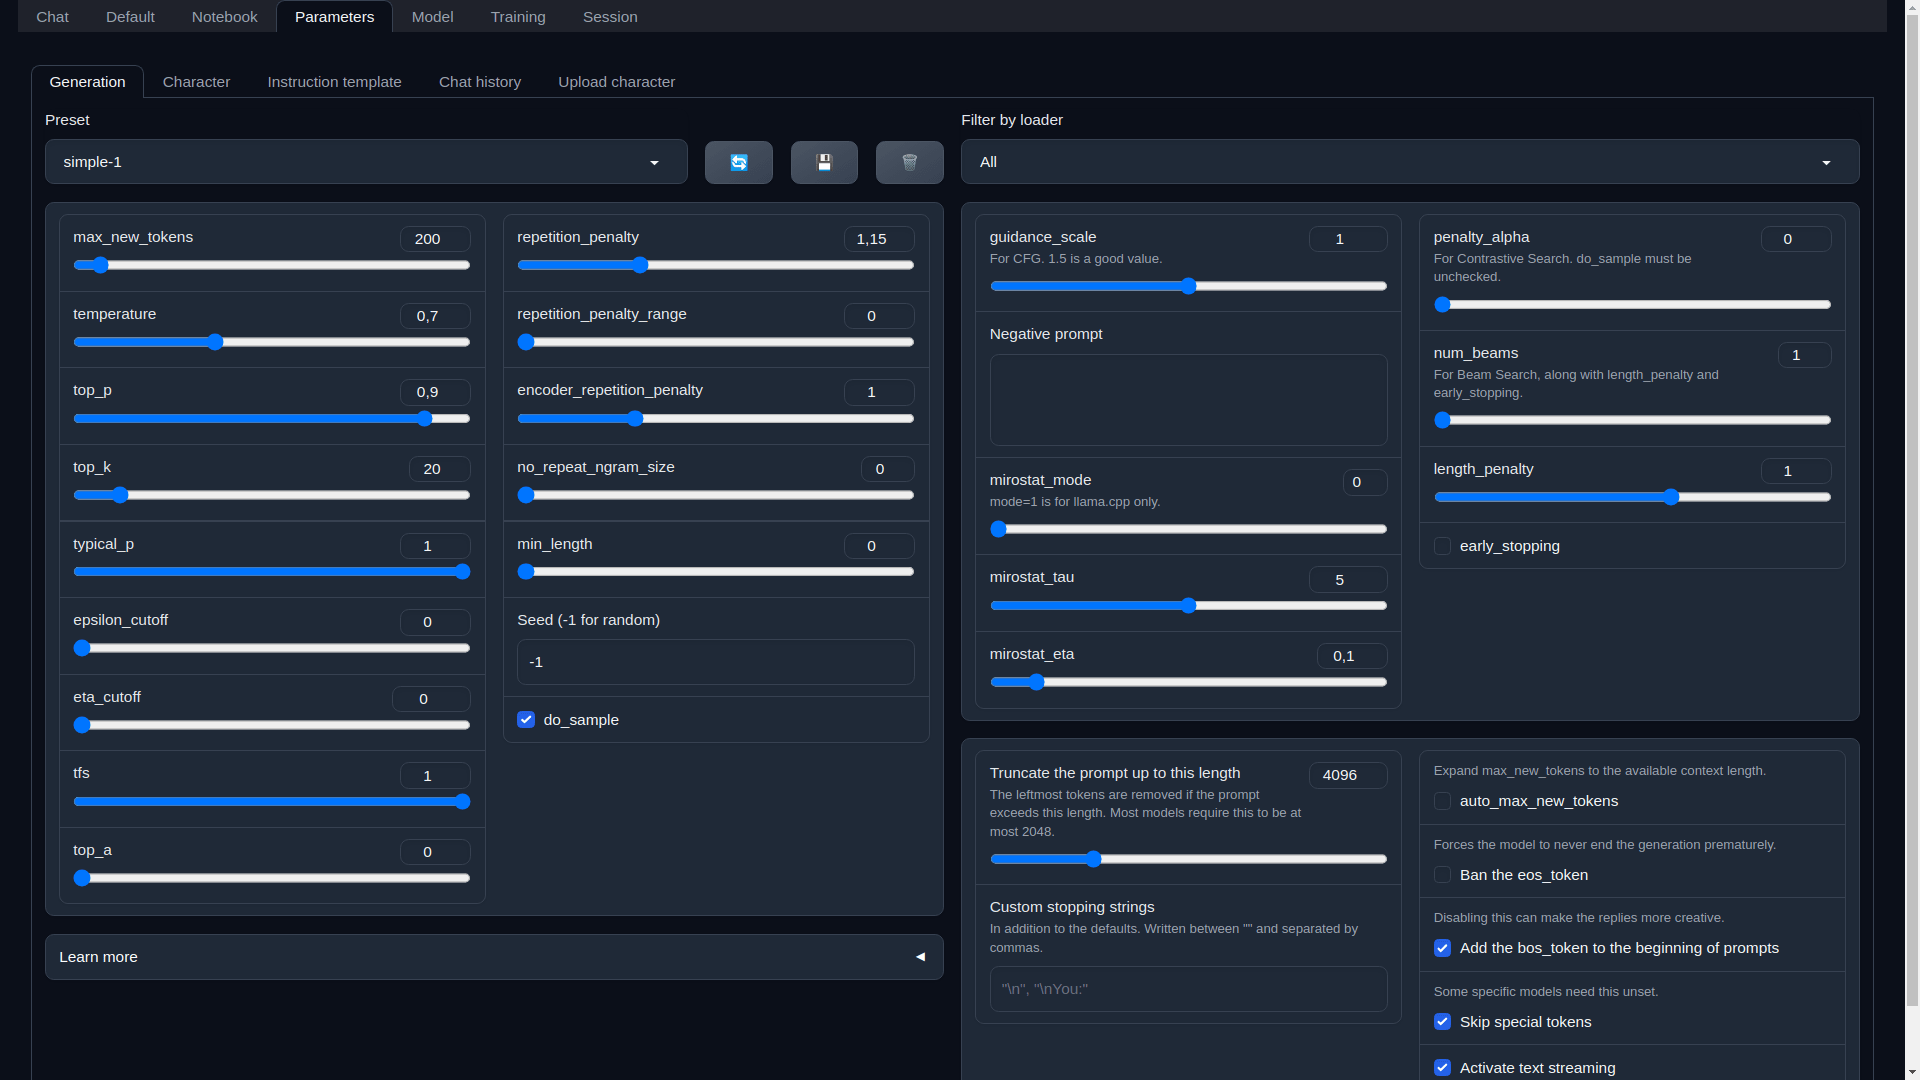 Chat
Default
Notebook
Parameters
Model
Training
Session
Generation
Character
Instruction template
Chat history
Upload character
Preset
simple-1
Filter by loader
All
max_new_tokens
200
temperature
0,7
top_p
0,9
top_k
20
typical_p
1
epsilon_cutoff
0
eta_cutoff
0
tfs
1
top_a
0
repetition_penalty
1,15
repetition_penalty_range
0
encoder_repetition_penalty
1
no_repeat_ngram_size
0
min_length
0
Seed (-1 for random)
-1
do_sample
Learn more
guidance_scale
1
For CFG. 1.5 is a good value.
Negative prompt
mirostat_mode
0
mode=1 is for llama.cpp only.
mirostat_tau
5
mirostat_eta
0,1
penalty_alpha
0
For Contrastive Search. do_sample must be
unchecked.
num_beams
1
For Beam Search, along with length_penalty and
early_stopping.
length_penalty
1
early_stopping
Truncate the prompt up to this length
4096
The leftmost tokens are removed if the prompt
exceeds this length. Most models require this to be at
most 2048.
Custom stopping strings
In addition to the defaults. Written between "" and separated by
commas.
"\n", "\nYou:"
Expand max_new_tokens to the available context length.
auto_max_new_tokens
Forces the model to never end the generation prematurely.
Ban the eos_token
Disabling this can make the replies more creative.
Add the bos_token to the beginning of prompts
Some specific models need this unset.
Skip special tokens
Activate text streaming